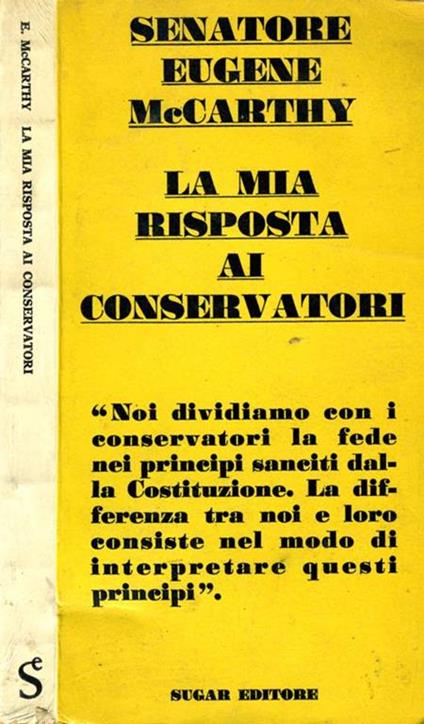 E. McCARTHY LA MIA RISPOSTA AI CONSERVATORI
SENATORE
EUGENE
McCARTHY
LA MIA
RISPOSTA
AI
CONSERVATORI
“Noi dividiamo con i
conservatori la fede
nei principi sanciti dal-
la Costituzione. La dif-
ferenza tra noi e loro
consiste nel modo di
interpretare questi
principi”.
Se
SUGAR EDITORE